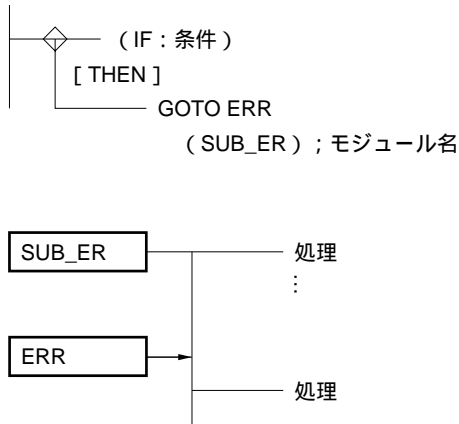 (IF：条件)
[ THEN ]
GOTO ERR
(SUB_ER)；モジュール名
SUB_ER
処理
⋮
ERR
処理